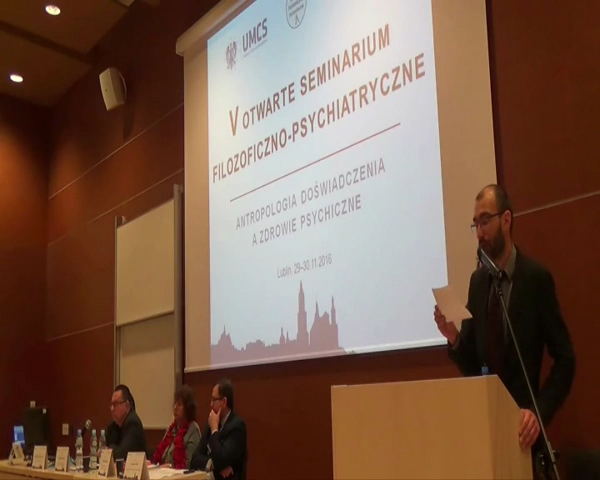 UMCS
V OTWARTE SEMINARIUM
FILOZOFICZNO-PSYCHIATRYCZNE
ANTROPOLOGIA DOŚWIADCZENIA
A ZDROWIE PSYCHICZNE
Lublin, 29-30.11.2016